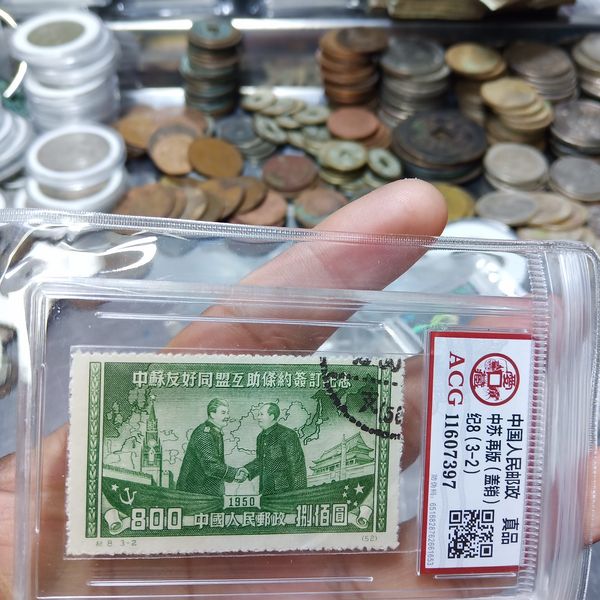 中蘇友好同盟互助條約簽訂紀念
58
1950
800 中國人民郵政 捌佰圓
紀 8. 3-2
(52)
中国人民邮政 真品
中苏 再版（盖销）
纪8（3-2）
ACG 11607397